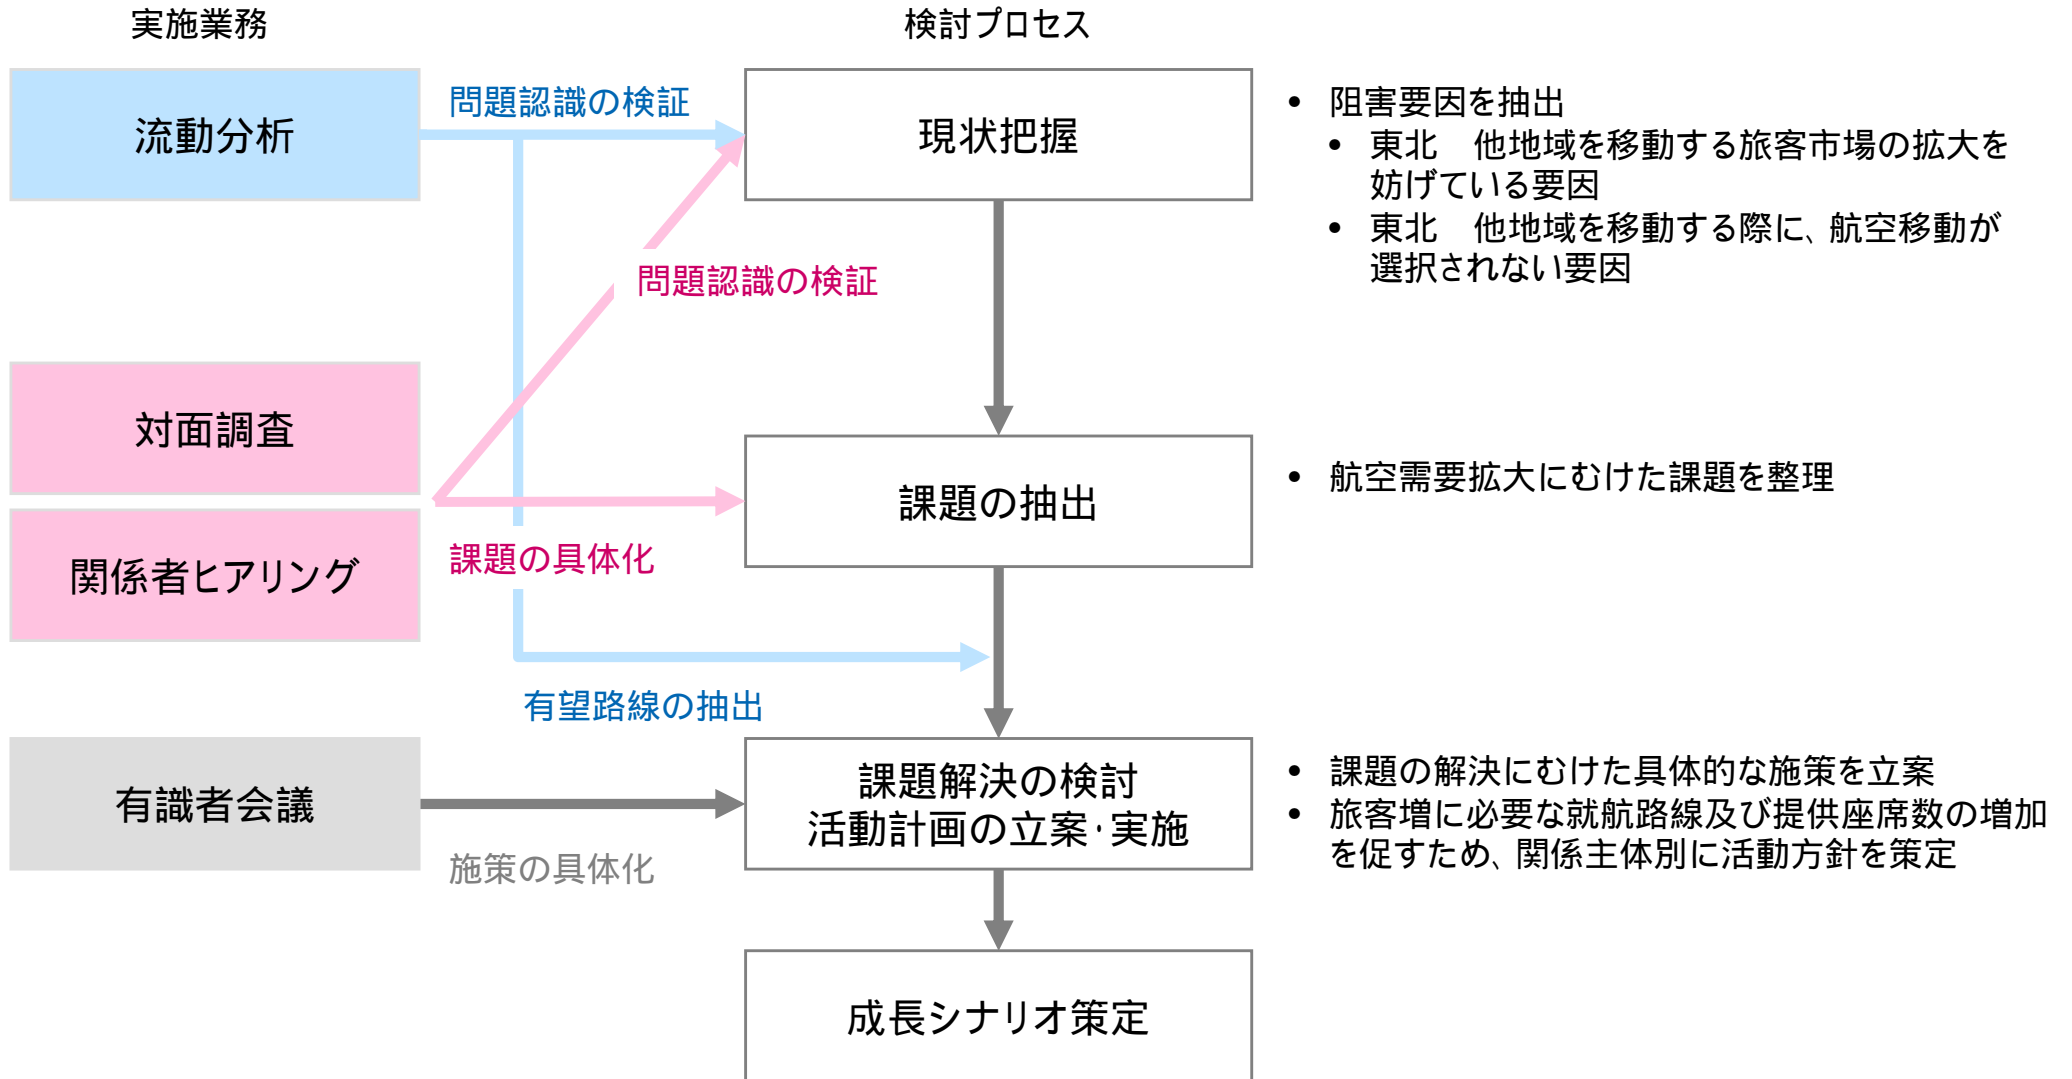 実施業務
検討プロセス
流動分析
問題認識の検証
現状把握
• 阻害要因を抽出
• 東北　他地域を移動する旅客市場の拡大を
妨げている要因
• 東北　他地域を移動する際に、航空移動が
選択されない要因
問題認識の検証
対面調査
関係者ヒアリング
課題の具体化
課題の抽出
• 航空需要拡大にむけた課題を整理
有望路線の抽出
有識者会議
施策の具体化
課題解決の検討
活動計画の立案・実施
• 課題の解決にむけた具体的な施策を立案
• 旅客増に必要な就航路線及び提供座席数の増加
を促すため、関係主体別に活動方針を策定
成長シナリオ策定